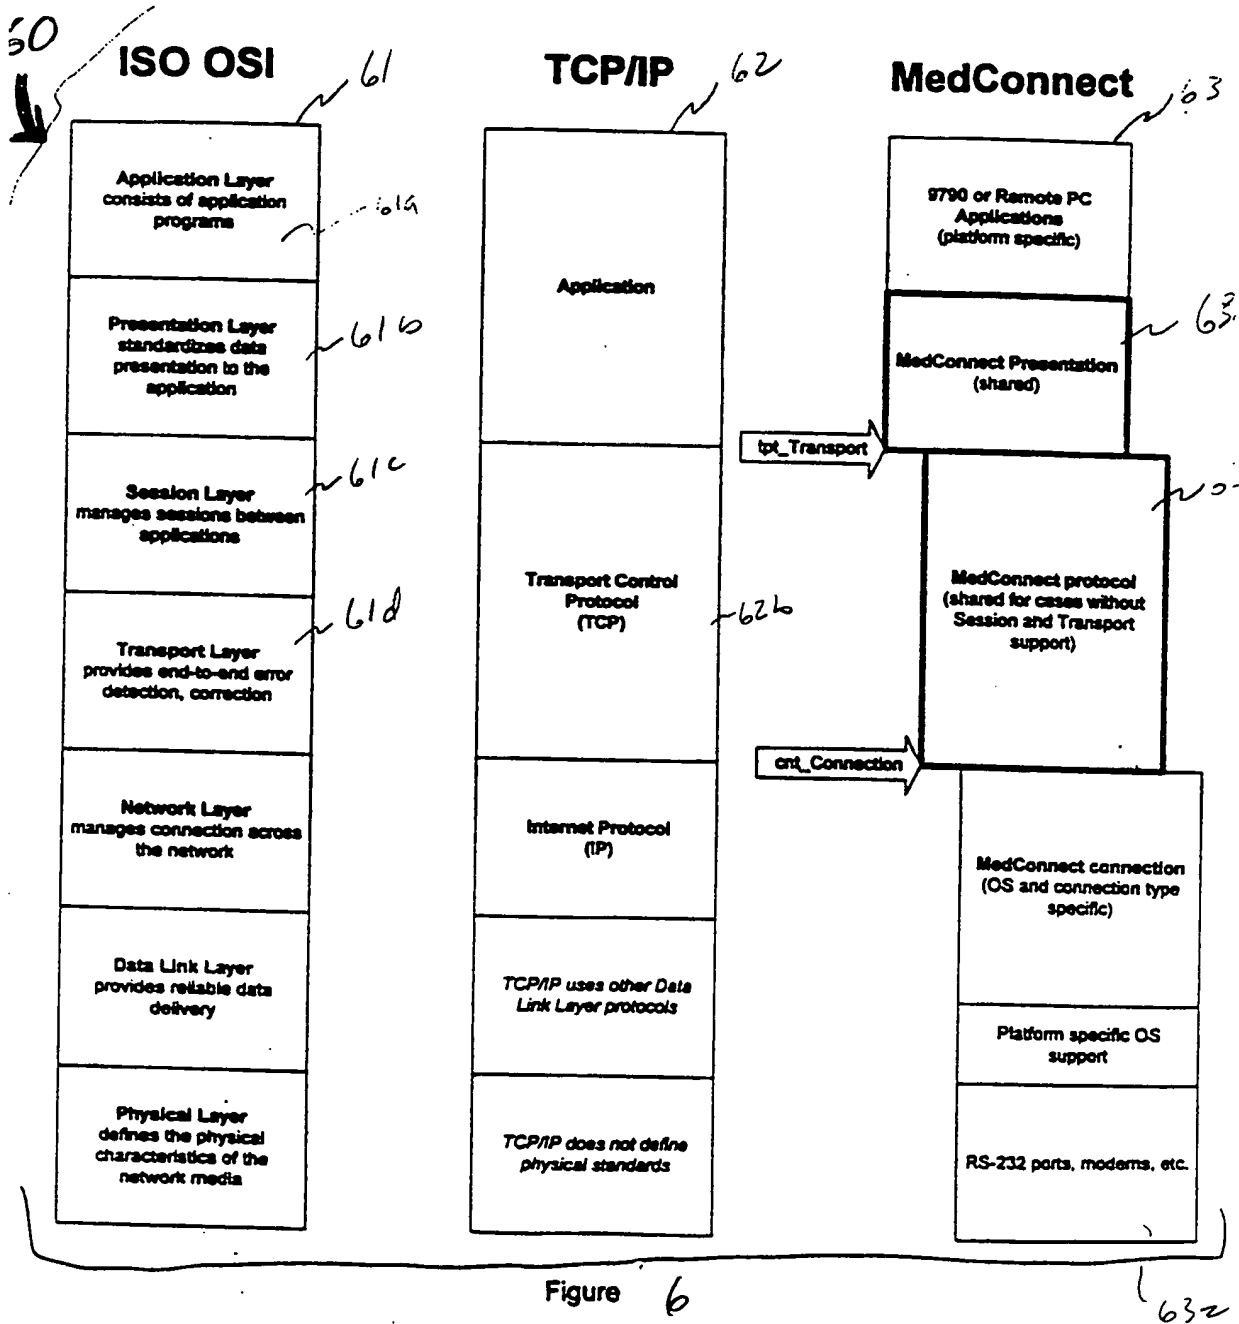 ISO OSI
61
Application Layer
consists of application
programs
61a
Presentation Layer
standardizes data
presentation to the
application
61b
Session Layer
manages sessions between
applications
61c
Transport Layer
provides end-to-end error
detection, correction
61d
Network Layer
manages connection across
the network
Data Link Layer
provides reliable data
delivery
Physical Layer
defines the physical
characteristics of the
network media
TCP/IP
62
Application
Transport Control
Protocol
(TCP)
62b
Internet Protocol
(IP)
TCP/IP uses other Data
Link Layer protocols
TCP/IP does not define
physical standards
MedConnect
63
9790 or Remote PC
Applications
(platform specific)
63
MedConnect Presentation
(shared)
tpt_Transport
MedConnect protocol
(shared for cases without
Session and Transport
support)
cnt_Connection
MedConnect connection
(OS and connection type
specific)
Platform specific OS
support
RS-232 ports, modems, etc.
Figure 6